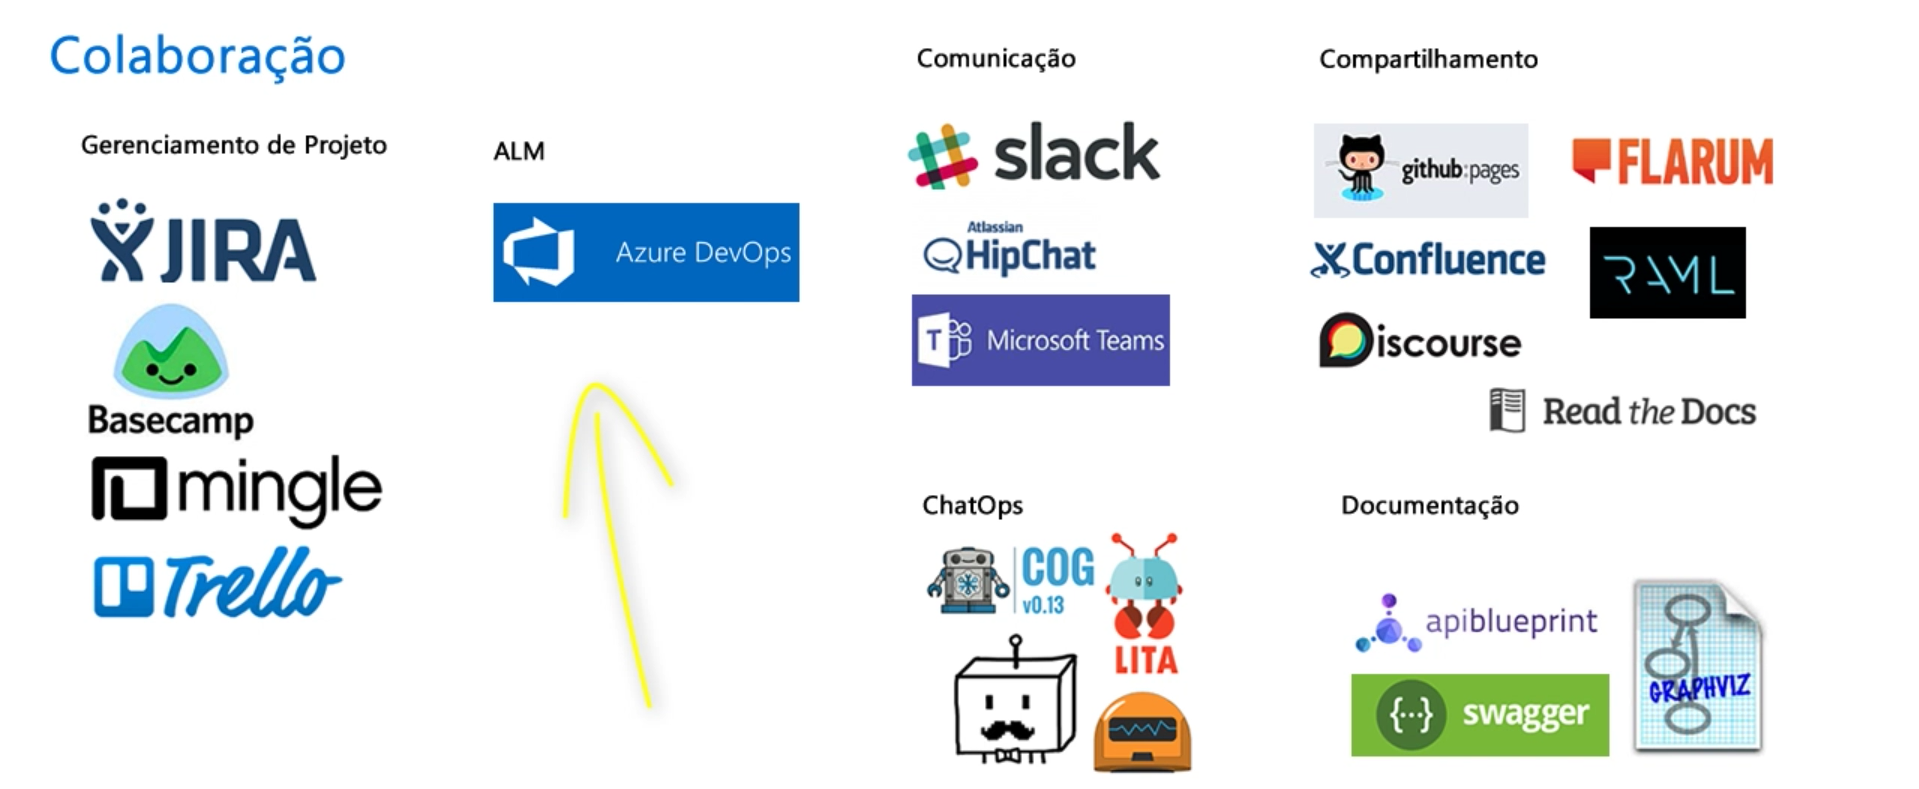 Colaboração
Gerenciamento de Projeto
JIRA
Basecamp
mingle
Trello
ALM
Azure DevOps
Comunicação
slack
Atlassian
HipChat
T
Microsoft Teams
ChatOps
COG
v0.13
LITA
Compartilhamento
github:pages
FLARUM
Confluence
RAML
Discourse
Read the Docs
Documentação
apiblueprint
{···} swagger
GRAPHVIZ